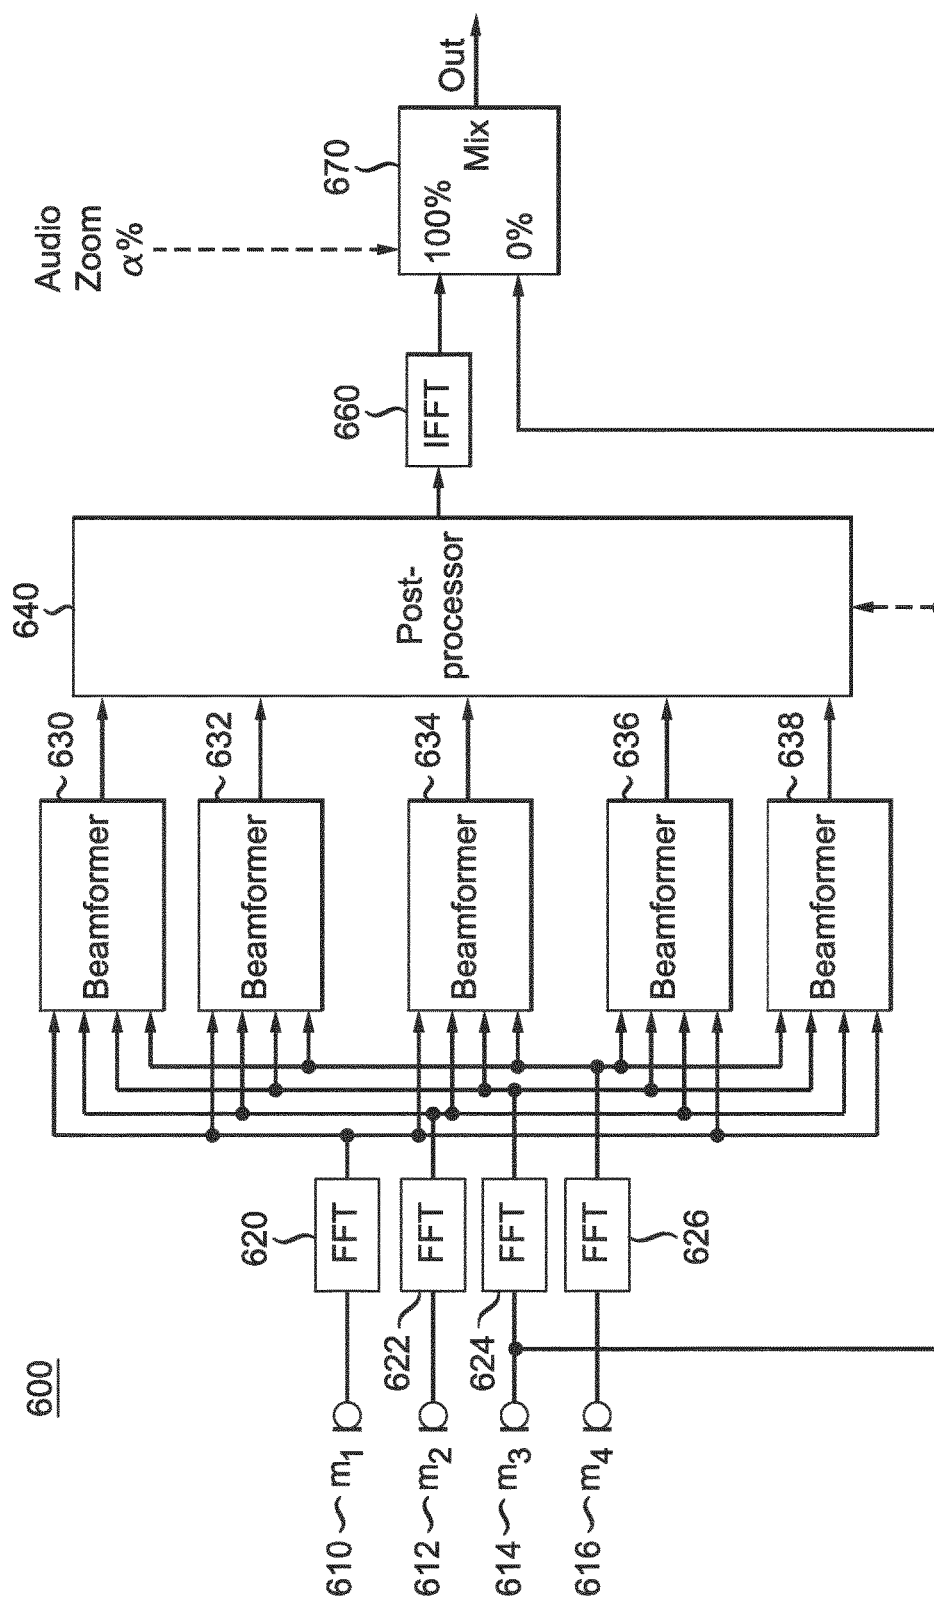 600
610 m1
612 m2
614 m3
616 m4
620
FFT
622
FFT
624
FFT
626
FFT
630
Beamformer
632
Beamformer
634
Beamformer
636
Beamformer
638
Beamformer
640
Post-
processor
660
IFFT
Audio
Zoom
α%
670
100%
Mix
0%
Out